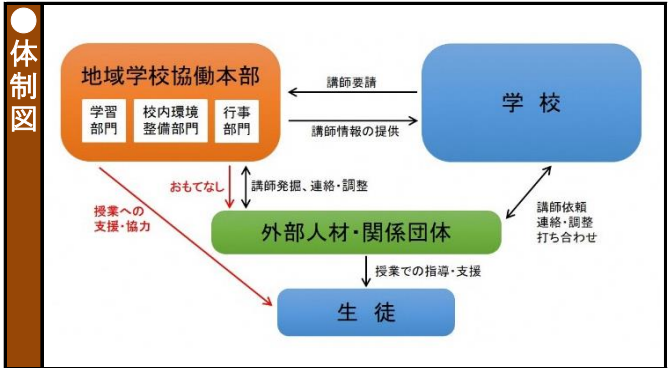 ●体制図
地域学校協働本部
学習
部門
校内環境
整備部門
行事
部門
講師要請
講師情報の提供
学校
おもてなし
講師発掘、連絡・調整
授業への
支援・協力
外部人材・関係団体
講師依頼
連絡・調整
打ち合わせ
授業での指導・支援
生徒